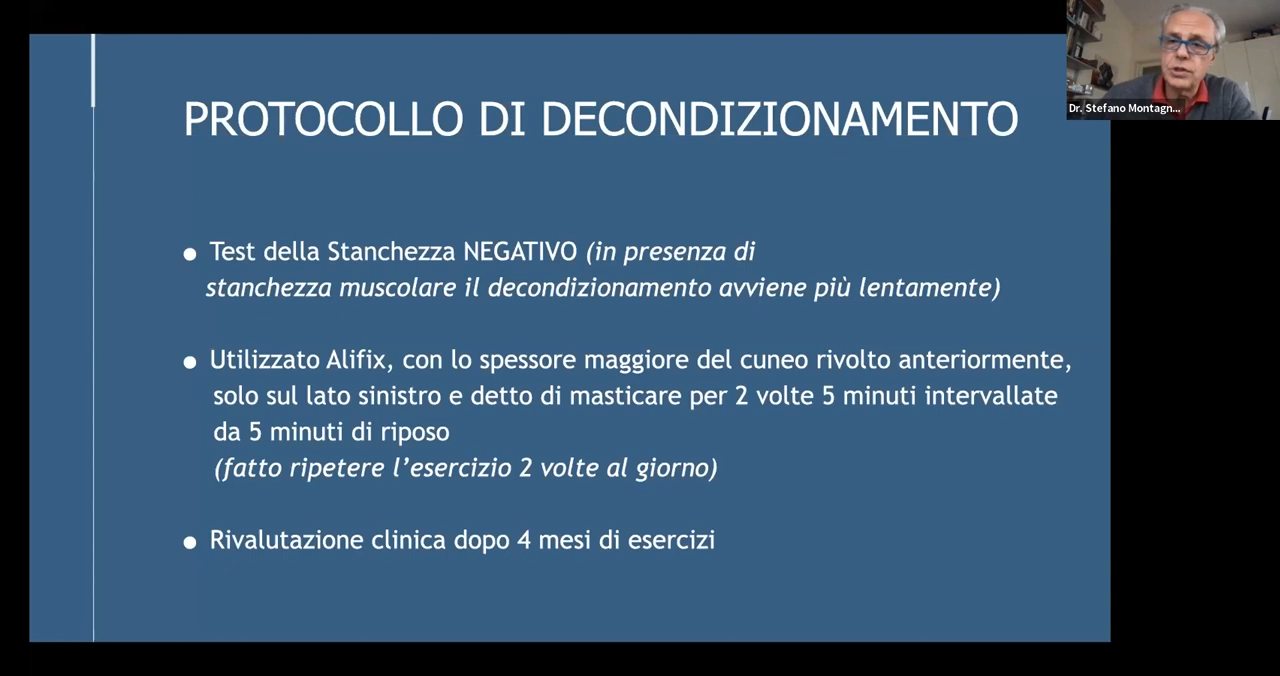 Dr. Stefano Montagn...
PROTOCOLLO DI DECONDIZIONAMENTO
● Test della Stanchezza NEGATIVO (in presenza di
stanchezza muscolare il decondizionamento avviene più lentamente)
● Utilizzato Alifix, con lo spessore maggiore del cuneo rivolto anteriormente,
solo sul lato sinistro e detto di masticare per 2 volte 5 minuti intervallate
da 5 minuti di riposo
(fatto ripetere l’esercizio 2 volte al giorno)
● Rivalutazione clinica dopo 4 mesi di esercizi